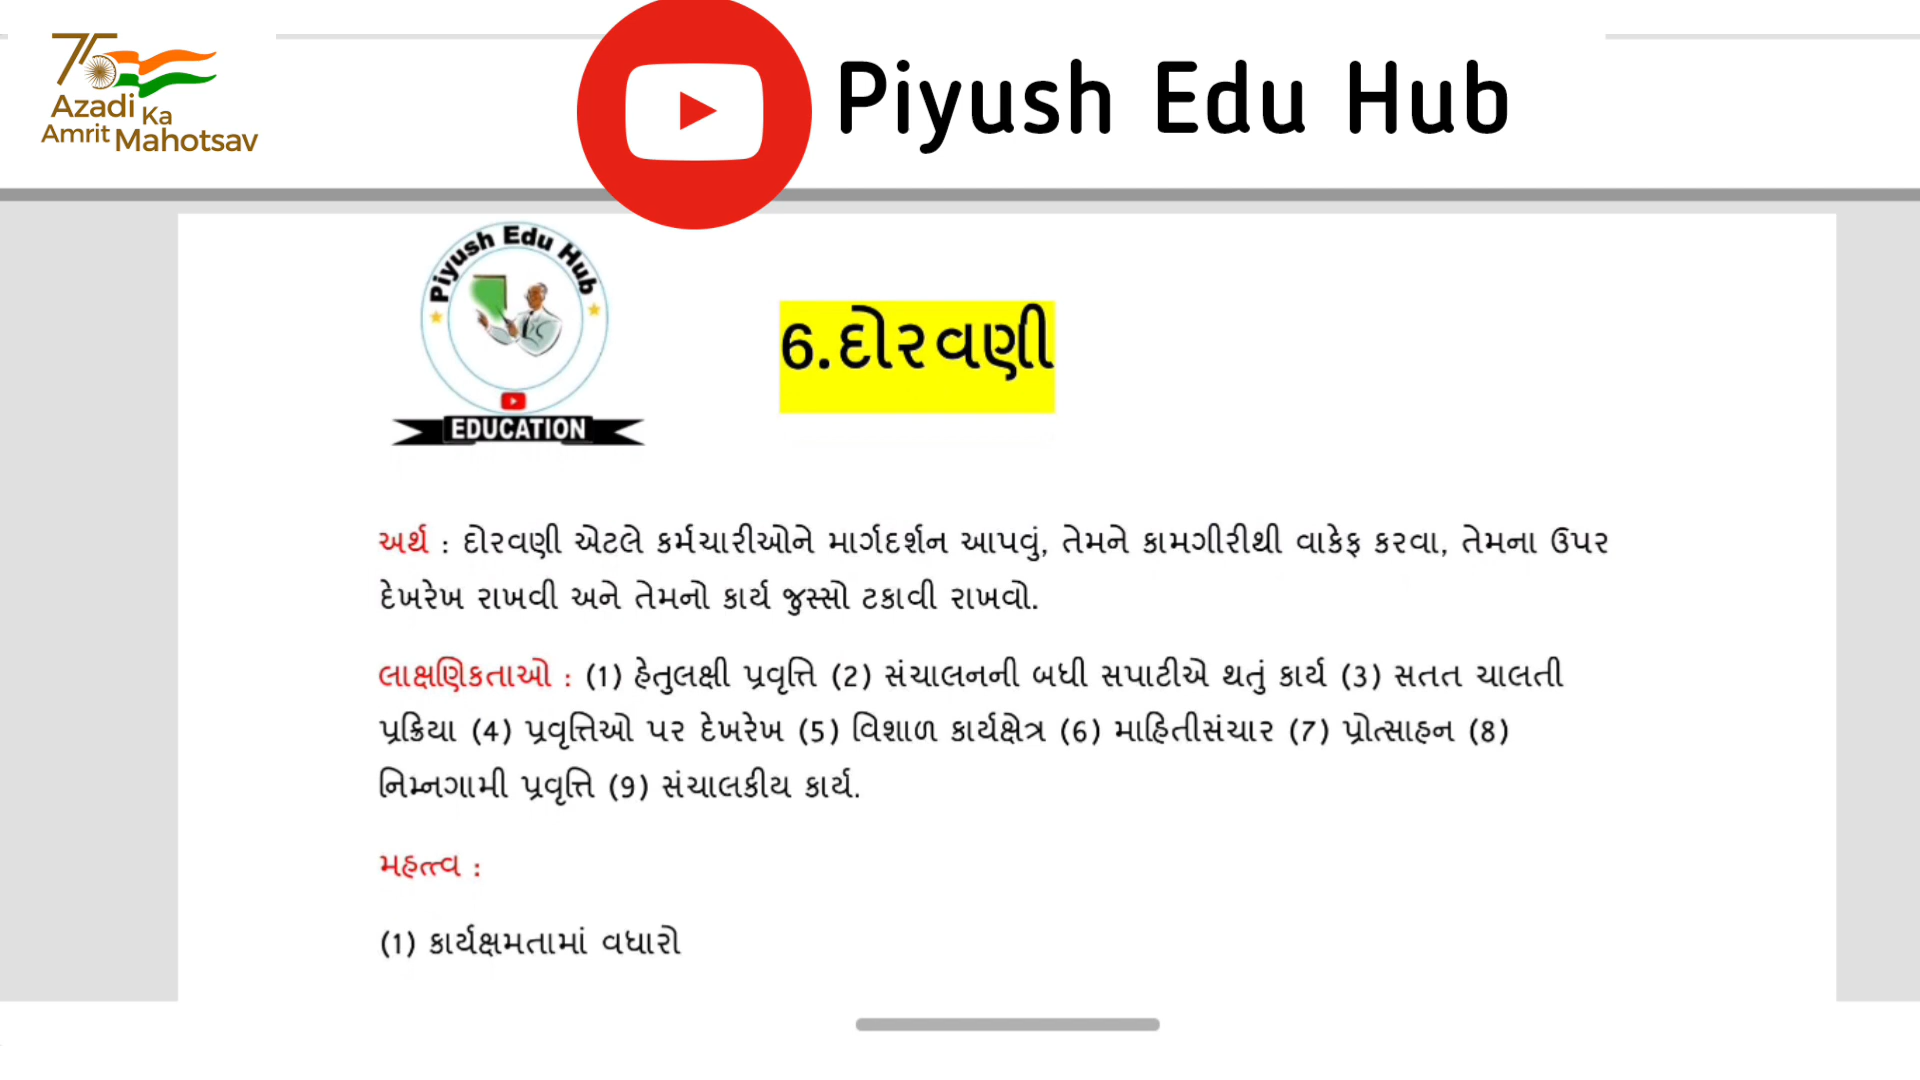 Azadi Ka
Amrit Mahotsav
Piyush Edu Hub
Piyush Edu Hub
EDUCATION
6.દોરવણી
અર્થ : દોરવણી એટલે કર્મચારીઓને માર્ગદર્શન આપવું, તેમને કામગીરીથી વાકેફ કરવા, તેમના ઉપર
દેખરેખ રાખવી અને તેમનો કાર્ય જુસ્સો ટકાવી રાખવો.
લાક્ષણિકતાઓ : (1) હેતુલક્ષી પ્રવૃત્તિ (2) સંચાલનની બધી સપાટીએ થતું કાર્ય (3) સતત ચાલતી
પ્રક્રિયા (4) પ્રવૃત્તિઓ પર દેખરેખ (5) વિશાળ કાર્યક્ષેત્ર (6) માહિતીસંચાર (7) પ્રોત્સાહન (8)
નિમ્નગામી પ્રવૃત્તિ (9) સંચાલકીય કાર્ય.
મહત્ત્વ :
(1) કાર્યક્ષમતામાં વધારો